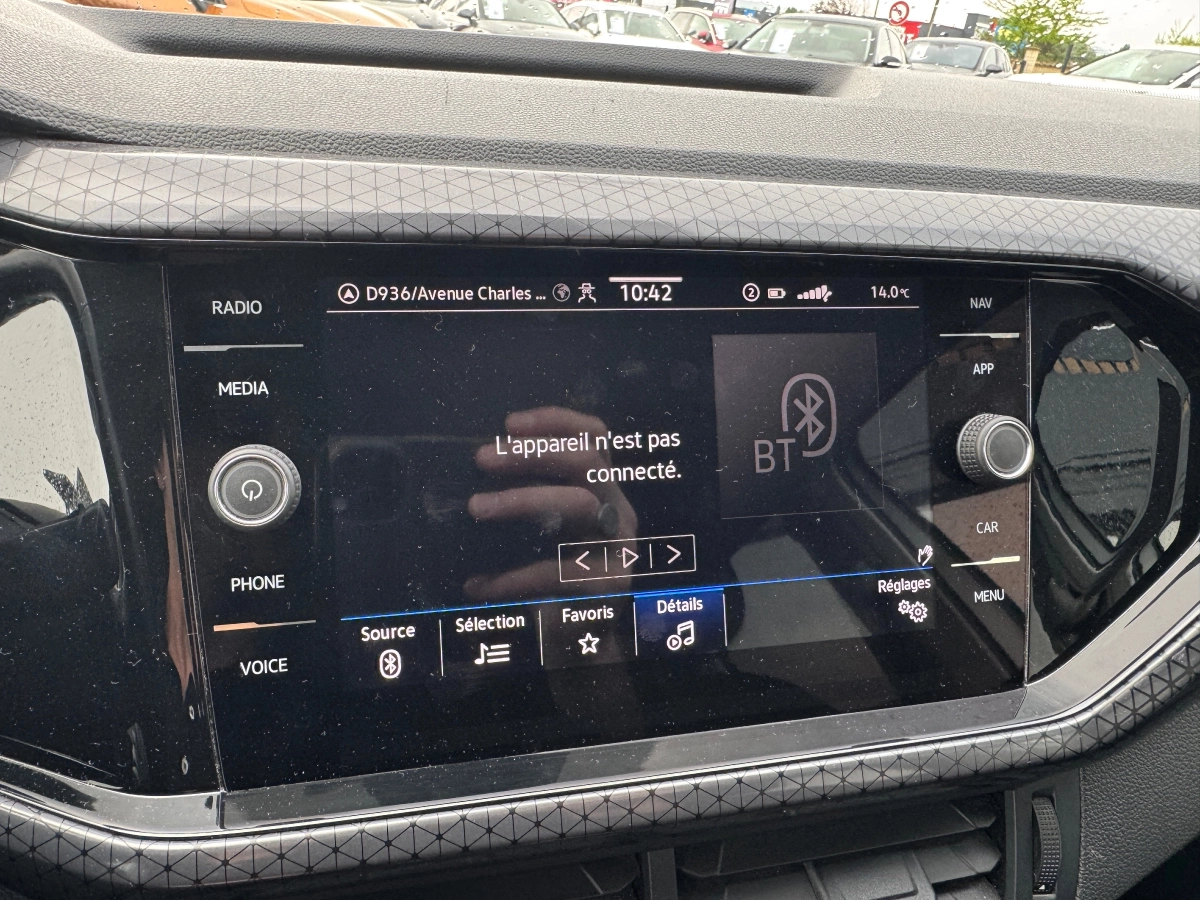 RADIO
MEDIA
PHONE
VOICE
D936/Avenue Charles ...
10:42
2
14.0°C
L'appareil n'est pas
connecté.
BT
Source
Sélection
Favoris
Détails
Réglages
NAV
APP
CAR
MENU